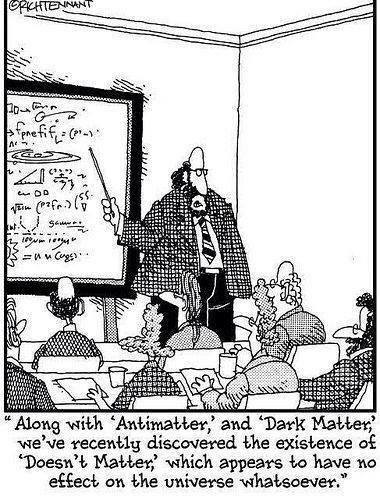 ©RICHTENNANT
"Along with 'Antimatter,' and 'Dark Matter,'
we've recently discovered the existence of
'Doesn't Matter,' which appears to have no
effect on the universe whatsoever."